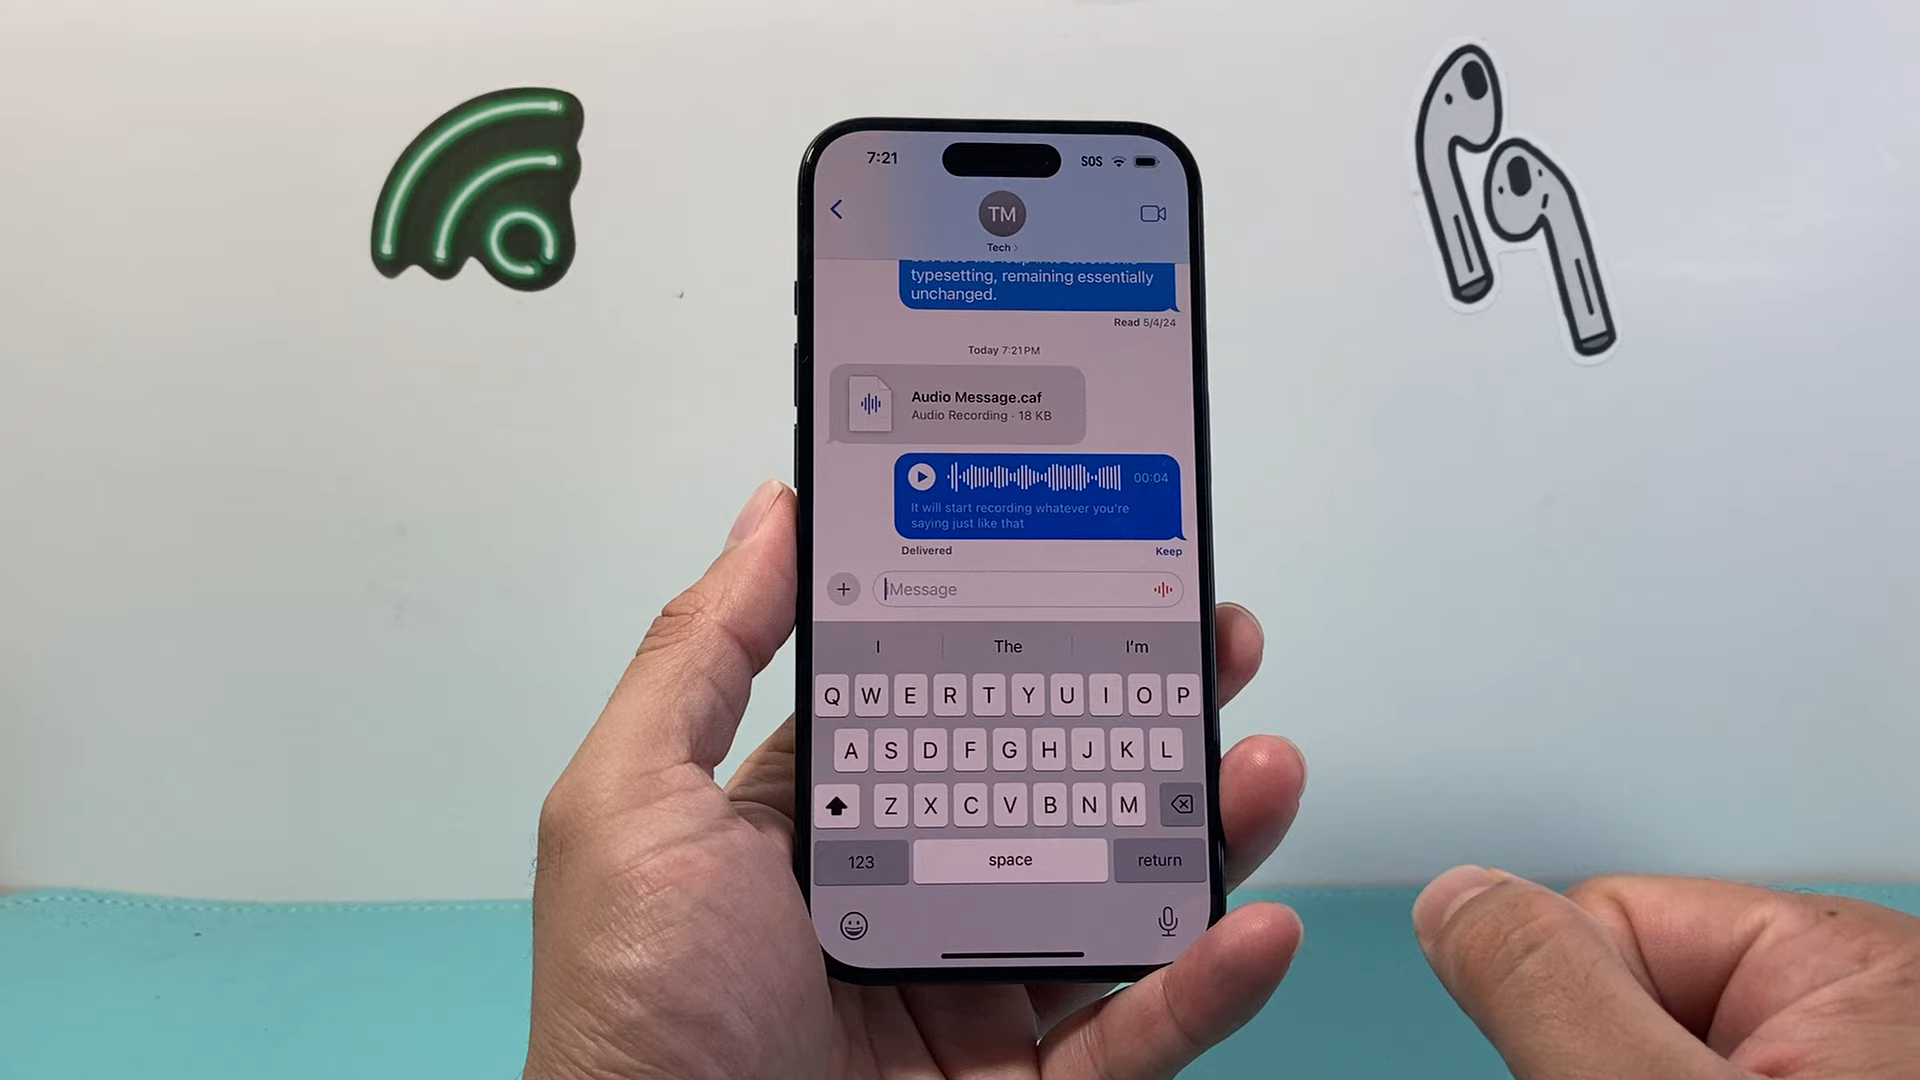 7:21
SOS
TM
Tech
typesetting, remaining essentially
unchanged.
Read 5/4/24
Today 7:21 PM
Audio Message.caf
Audio Recording · 18 KB
00:04
It will start recording whatever you're
saying just like that
Delivered
Keep
iMessage
I The I'm
Q W E R T Y U I O P
A S D F G H J K L
Z X C V B N M
123 space return